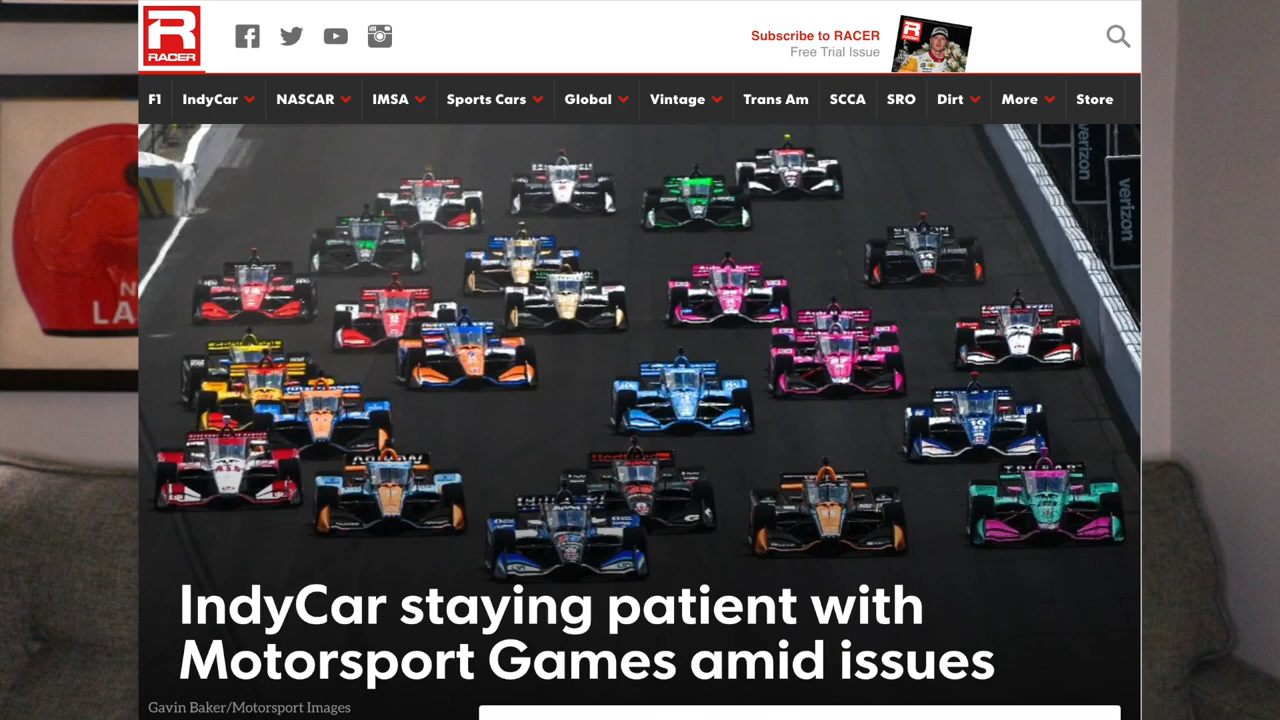 R
RACER
Subscribe to RACER
Free Trial Issue
F1 IndyCar NASCAR IMSA Sports Cars Global Vintage Trans Am SCCA SRO Dirt More Store
verizon
verizon
10
IndyCar staying patient with
Motorsport Games amid issues
Gavin Baker/Motorsport Images